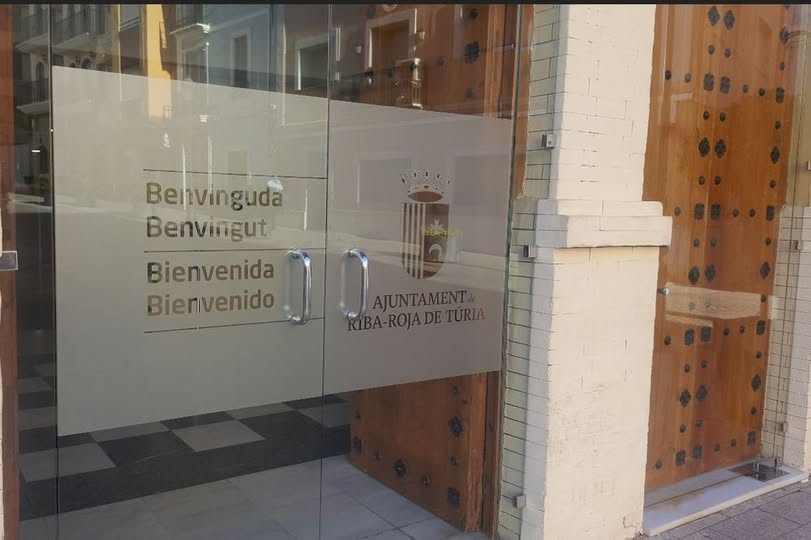 Benvinguda
Benvingut
Bienvenida
Bienvenido
AJUNTAMENT de
RIBA-ROJA DE TÚRIA